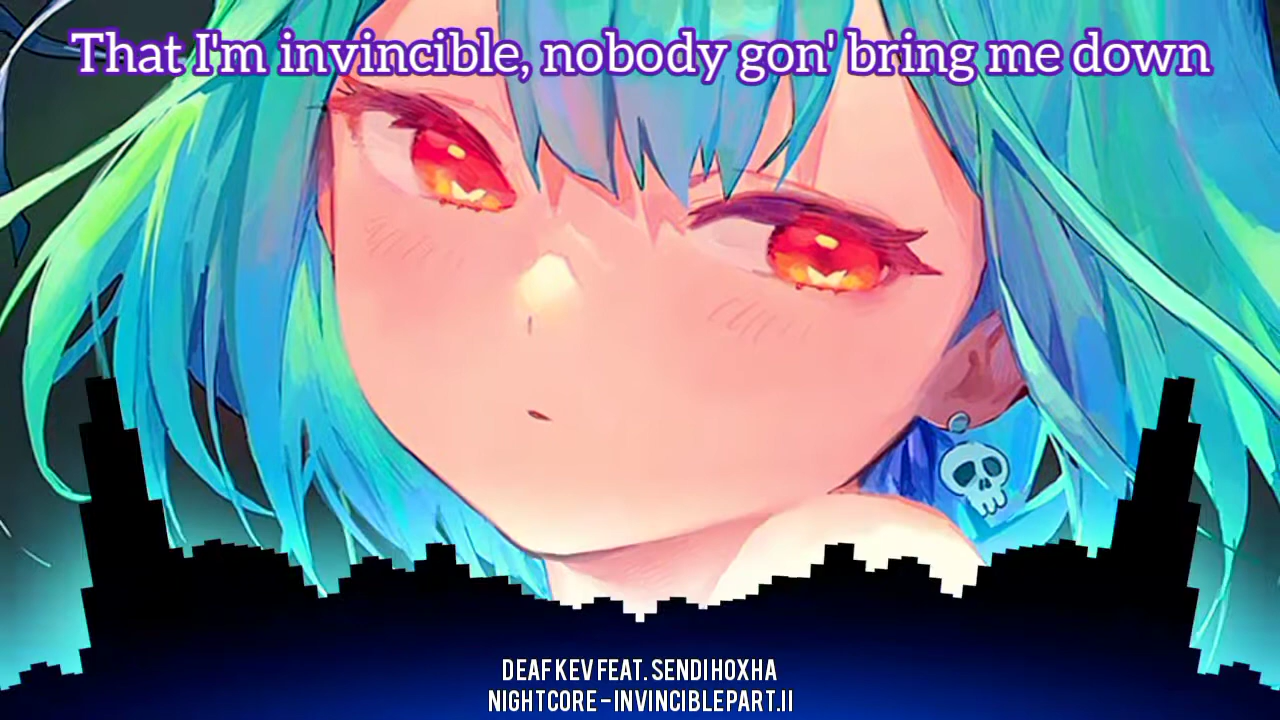 That I'm invincible, nobody gon' bring me down
DEAF KEV FEAT. SENDI HOXHA
NIGHTCORE - INVINCIBLE PART.II